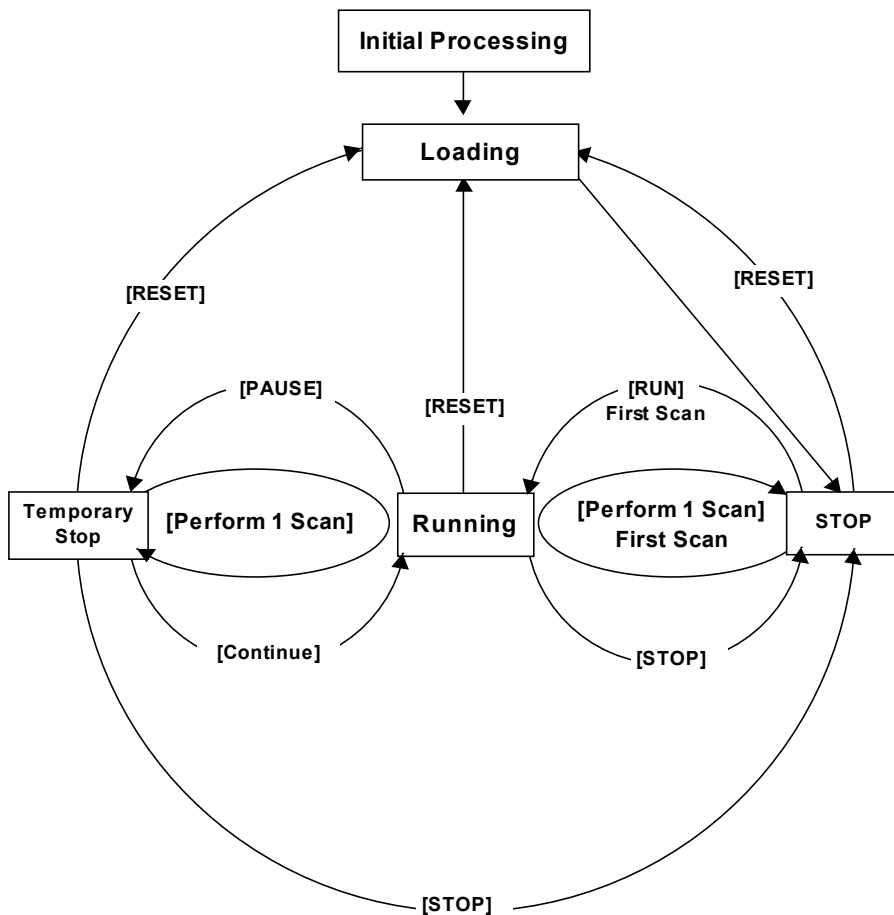 Initial Processing
Loading
[RESET]
[RESET]
[PAUSE]
[RESET]
[RUN]
First Scan
Temporary
Stop
[Perform 1 Scan]
Running
[Perform 1 Scan]
First Scan
STOP
[Continue]
[STOP]
[STOP]